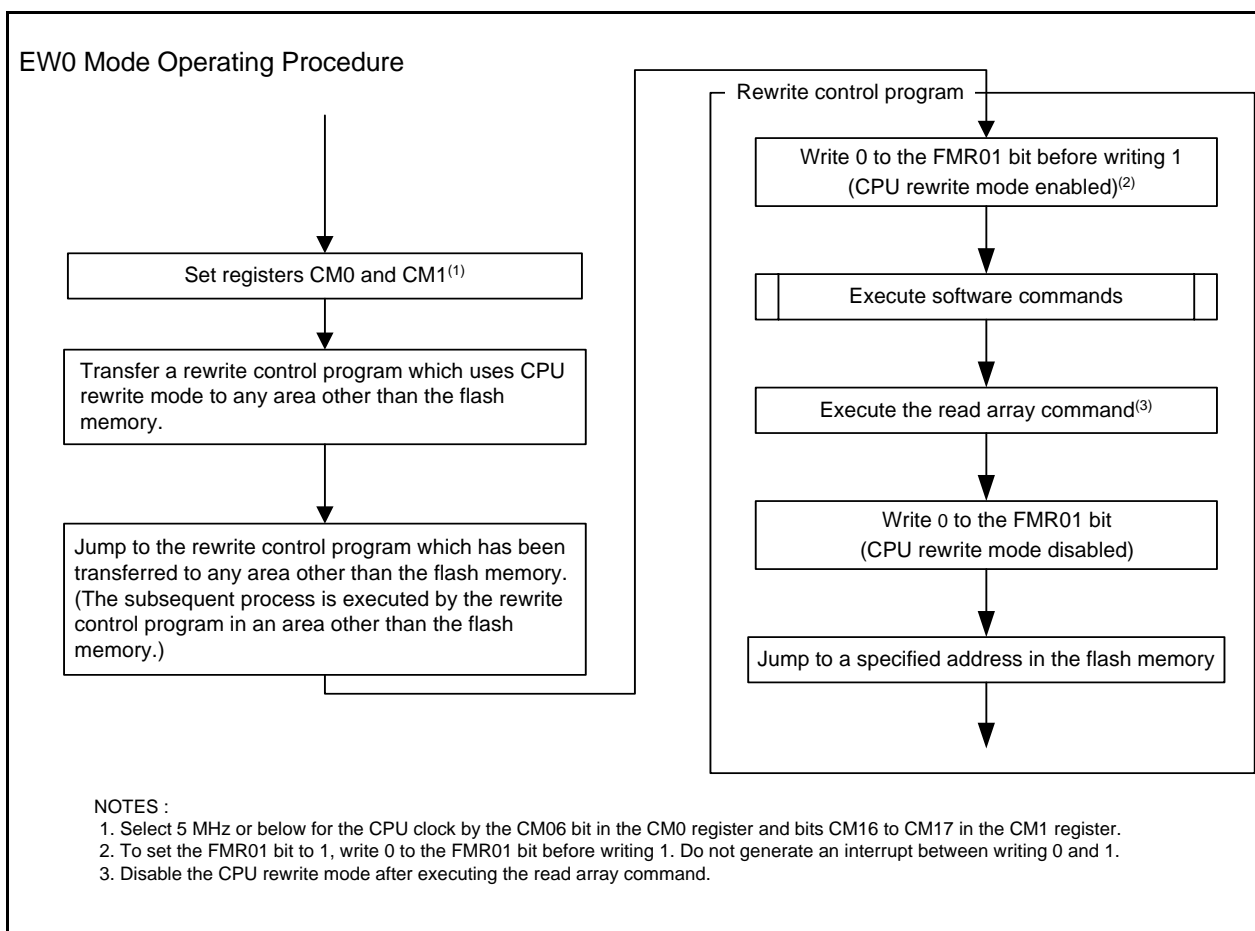 EW0 Mode Operating Procedure
Set registers CM0 and CM1(1)
Transfer a rewrite control program which uses CPU
rewrite mode to any area other than the flash
memory.
Jump to the rewrite control program which has been
transferred to any area other than the flash memory.
(The subsequent process is executed by the rewrite
control program in an area other than the flash
memory.)
Rewrite control program
Write 0 to the FMR01 bit before writing 1
(CPU rewrite mode enabled)(2)
Execute software commands
Execute the read array command(3)
Write 0 to the FMR01 bit
(CPU rewrite mode disabled)
Jump to a specified address in the flash memory
NOTES :
1. Select 5 MHz or below for the CPU clock by the CM06 bit in the CM0 register and bits CM16 to CM17 in the CM1 register.
2. To set the FMR01 bit to 1, write 0 to the FMR01 bit before writing 1. Do not generate an interrupt between writing 0 and 1.
3. Disable the CPU rewrite mode after executing the read array command.